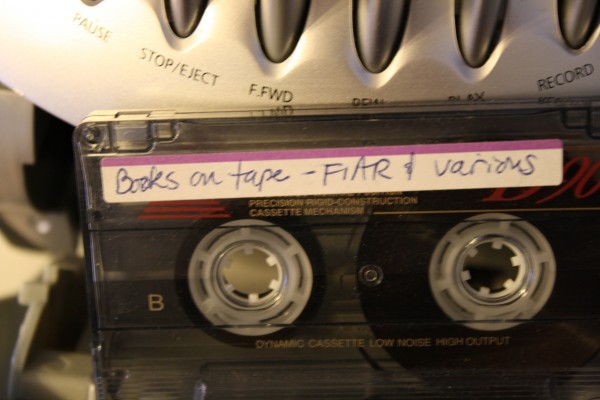 PAUSE
STOP/EJECT
F.FWD
RECORD
Books on tape - FIAR & various
PRECISION RIGID-CONSTRUCTION
CASSETTE MECHANISM
B
DYNAMIC CASSETTE LOW NOISE HIGH OUTPUT